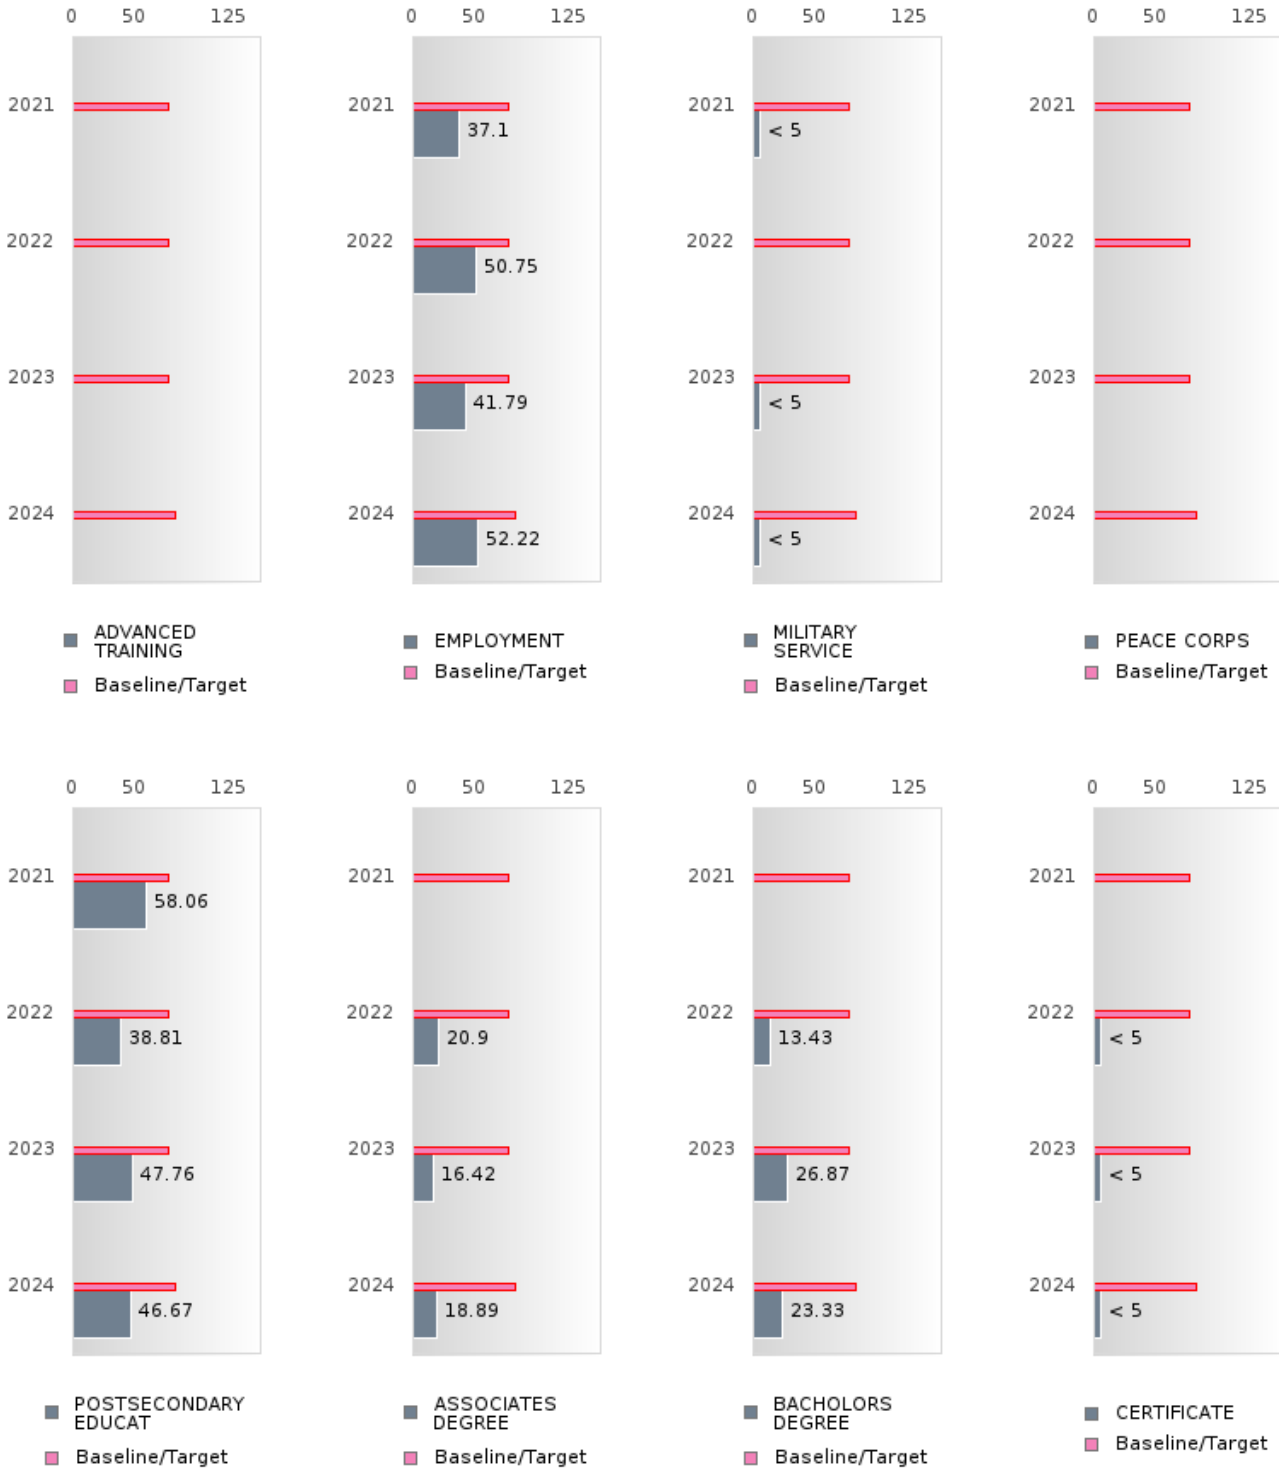 0 50 125
0 50 125
0 50 125
0 50 125
2021
2022
2023
2024
ADVANCED
TRAINING
Baseline/Target
2021
37.1
2022
50.75
2023
41.79
2024
52.22
EMPLOYMENT
Baseline/Target
2021
< 5
2022
2023
< 5
2024
< 5
MILITARY
SERVICE
Baseline/Target
2021
2022
2023
2024
PEACE CORPS
Baseline/Target
0 50 125
0 50 125
0 50 125
0 50 125
2021
58.06
2022
38.81
2023
47.76
2024
46.67
POSTSECONDARY
EDUCAT
Baseline/Target
2021
2022
20.9
2023
16.42
2024
18.89
ASSOCIATES
DEGREE
Baseline/Target
2021
2022
13.43
2023
26.87
2024
23.33
BACHOLORS
DEGREE
Baseline/Target
2021
2022
< 5
2023
< 5
2024
< 5
CERTIFICATE
Baseline/Target